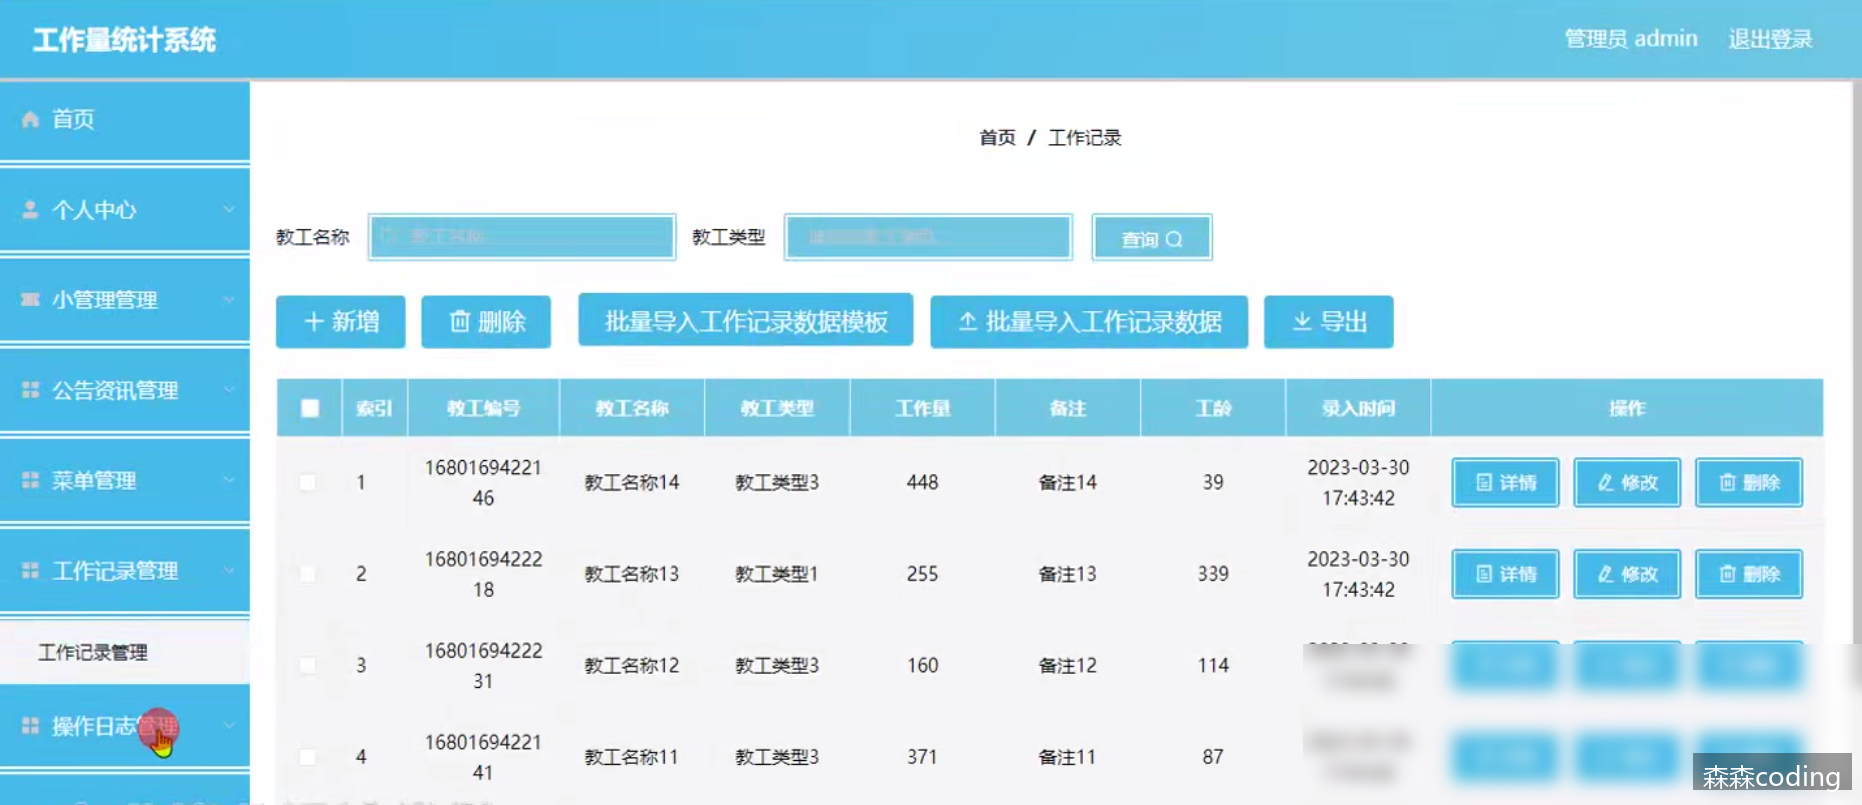 工作量统计系统
管理员 admin 退出登录
首页
个人中心
小管理管理
公告资讯管理
菜单管理
工作记录管理
工作记录管理
操作日志管理
首页 / 工作记录
教工名称 教工名称 教工类型 查询
新增 删除 批量导入工作记录数据模板 批量导入工作记录数据 导出
索引 教工编号 教工名称 教工类型 工作量 备注 工龄 录入时间 操作
1 16801694221 教工名称14 教工类型3 448 备注14 39 2023-03-30 详情 修改 删除
46 17:43:42
2 16801694222 教工名称13 教工类型1 255 备注13 339 2023-03-30 详情 修改 删除
18 17:43:42
3 16801694222 教工名称12 教工类型3 160 备注12 114
31
4 16801694221 教工名称11 教工类型3 371 备注11 87
41
森森coding